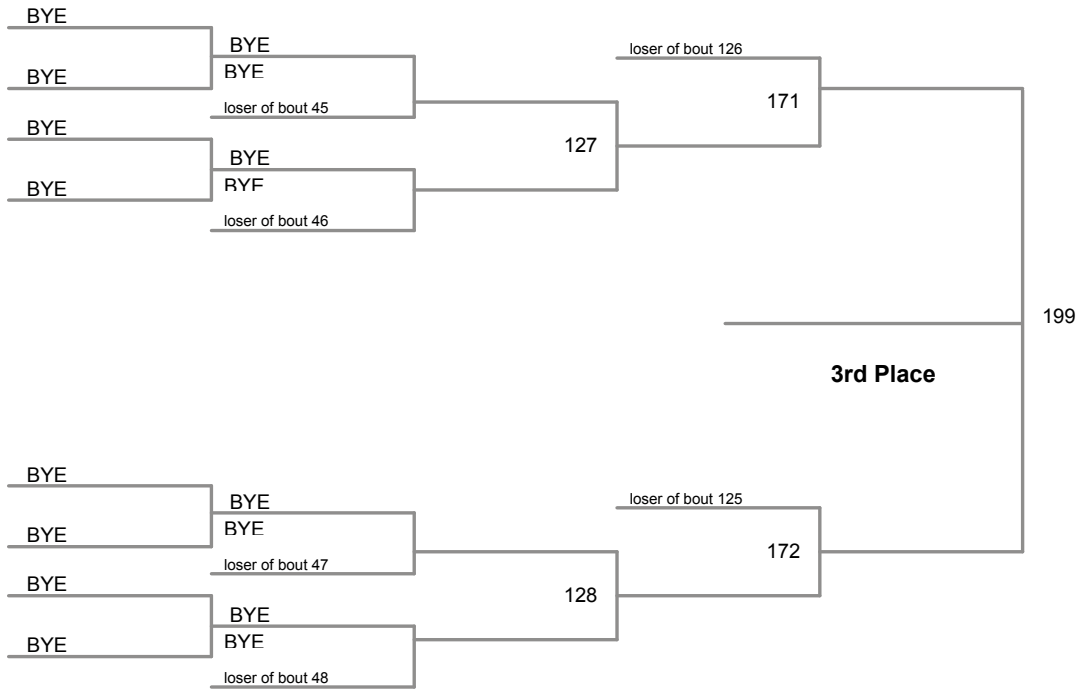 BYE
BYE
BYE
BYE
loser of bout 45
BYE
BYE
BYE
BYE
loser of bout 46
127
loser of bout 126
171
199
3rd Place
BYE
BYE
BYE
BYE
loser of bout 47
BYE
BYE
BYE
BYE
loser of bout 48
128
loser of bout 125
172